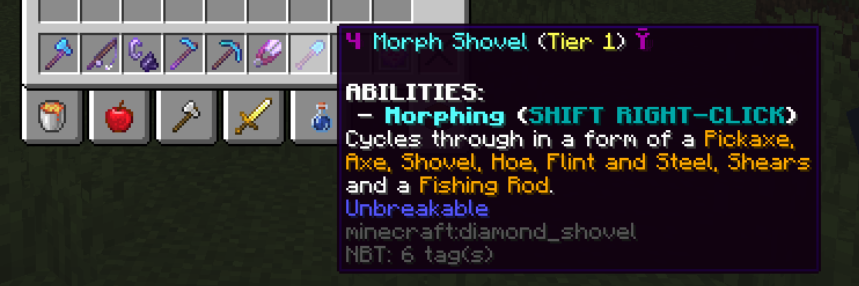 Morph Shovel (Tier 1)
ABILITIES:
- Morphing (SHIFT RIGHT-CLICK)
Cycles through in a form of a Pickaxe,
Axe, Shovel, Hoe, Flint and Steel, Shears
and a Fishing Rod.
Unbreakable
minecraft:diamond_shovel
NBT: 6 tag(s)